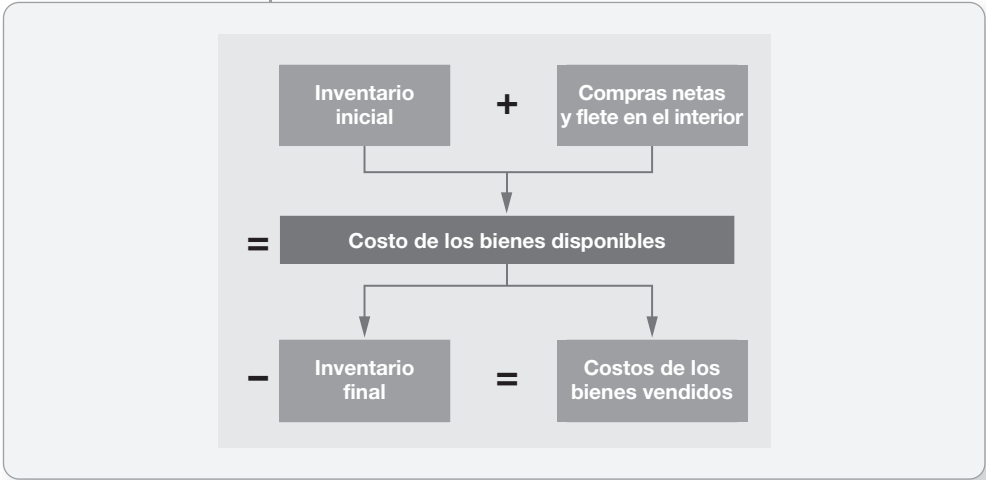 Inventario
inicial
+
Compras netas
y flete en el interior
=
Costo de los bienes disponibles
−
Inventario
final
=
Costos de los
bienes vendidos